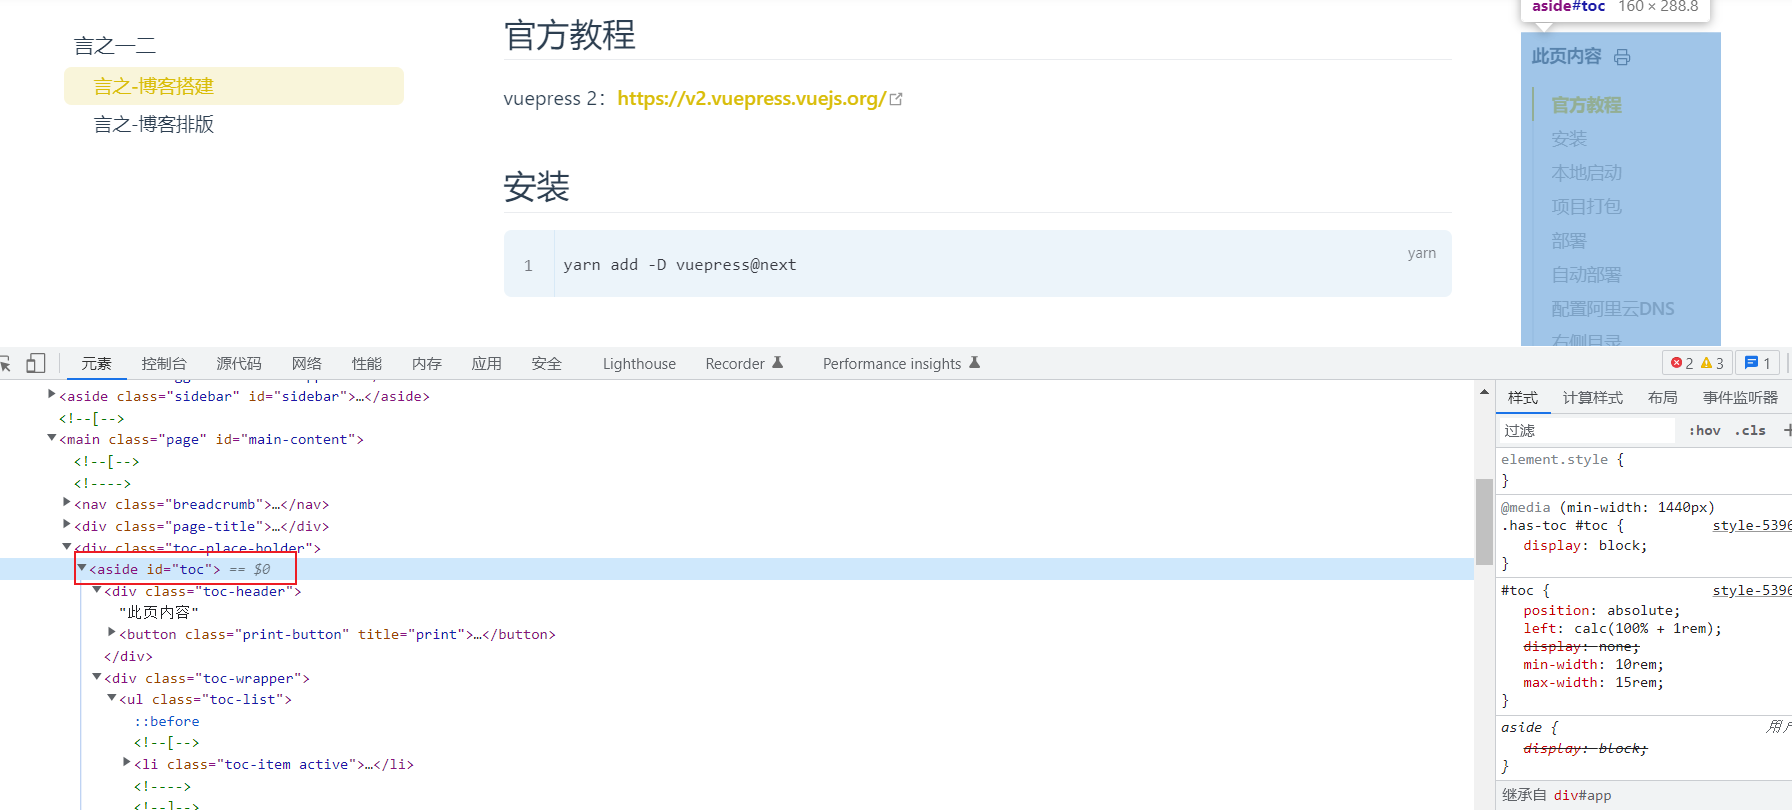 aside#toc 160 × 288.8
言之一二
言之-博客搭建
言之-博客排版
官方教程
vuepress 2：https://v2.vuepress.vuejs.org/
安装
1 yarn add -D vuepress@next
yarn
此页内容
官方教程
安装
本地启动
项目打包
部署
自动部署
配置阿里云DNS
右侧目录
元素 控制台 源代码 网络 性能 内存 应用 安全 Lighthouse Recorder Performance insights 2 3 1
<aside class="sidebar" id="sidebar">…</aside>
<!--[-->
<main class="page" id="main-content">
<!--[-->
<!---->
<nav class="breadcrumb">…</nav>
<div class="page-title">…</div>
<div class="toc-place-holder">
<aside id="toc"> == $0
<div class="toc-header">
"此页内容"
<button class="print-button" title="print">…</button>
</div>
<div class="toc-wrapper">
<ul class="toc-list">
::before
<!--[-->
<li class="toc-item active">…</li>
<!---->
<!--]-->
样式 计算样式 布局 事件监听器
过滤 :hov .cls +
element.style {
}
@media (min-width: 1440px)
.has-toc #toc { style-5396
display: block;
}
#toc { style-5396
position: absolute;
left: calc(100% + 1rem);
display: none;
min-width: 10rem;
max-width: 15rem;
}
aside { 用户
display: block;
}
继承自 div#app